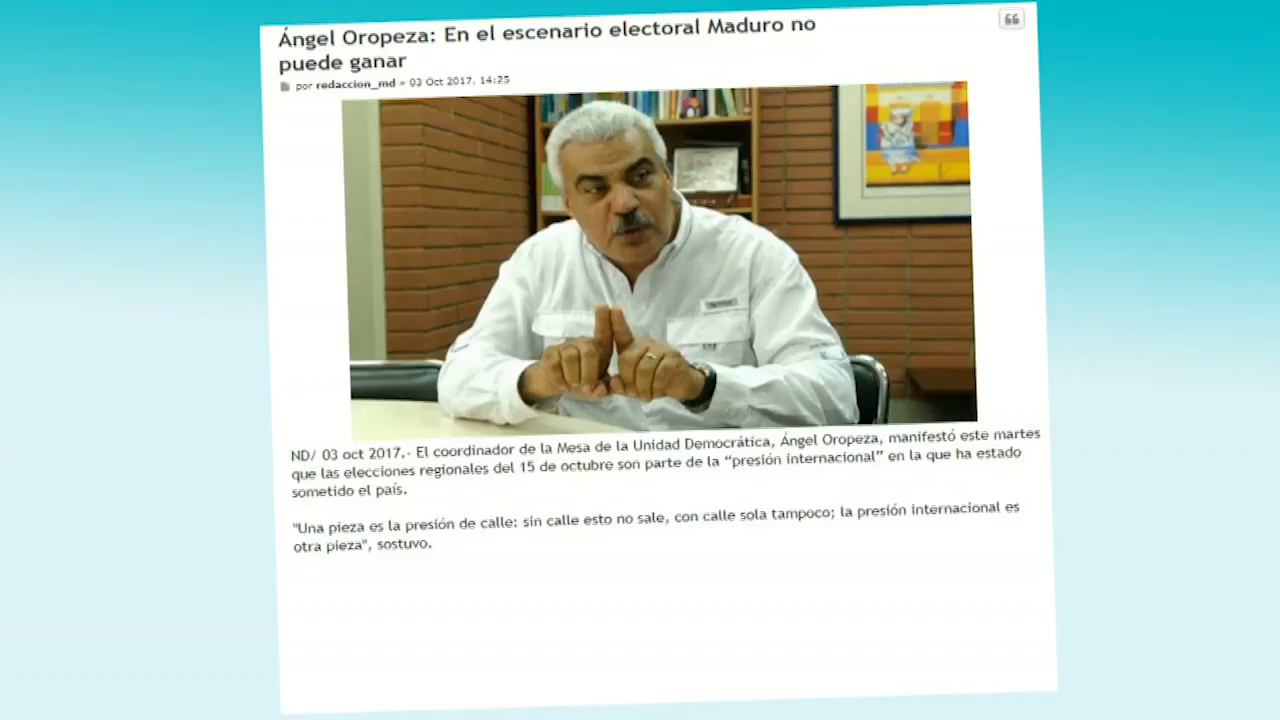 Ángel Oropeza: En el escenario electoral Maduro no
puede ganar
por redaccion_md » 03 Oct 2017, 14:25
ND/ 03 oct 2017.- El coordinador de la Mesa de la Unidad Democrática, Ángel Oropeza, manifestó este martes
que las elecciones regionales del 15 de octubre son parte de la “presión internacional” en la que ha estado
sometido el país.
"Una pieza es la presión de calle: sin calle esto no sale, con calle sola tampoco; la presión internacional es
otra pieza", sostuvo.